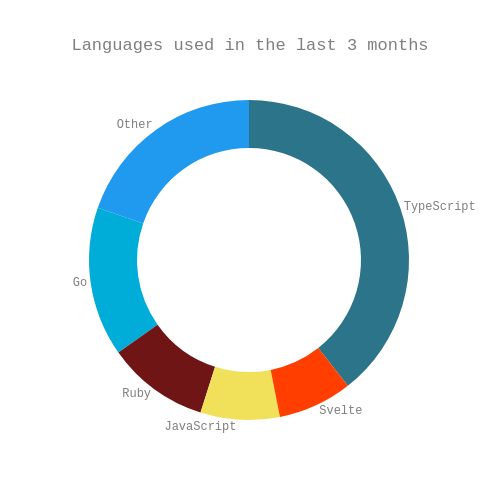 Languages used in the last 3 months
Other
TypeScript
Go
Ruby
Svelte
JavaScript